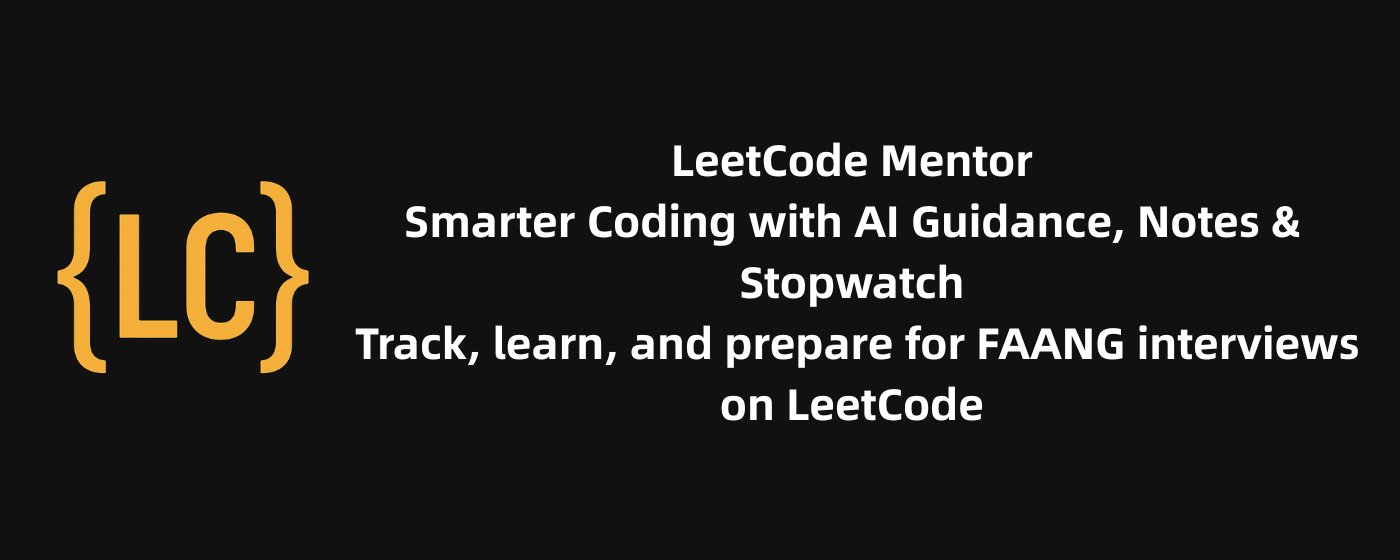 {LC}
LeetCode Mentor
Smarter Coding with AI Guidance, Notes &
Stopwatch
Track, learn, and prepare for FAANG interviews
on LeetCode